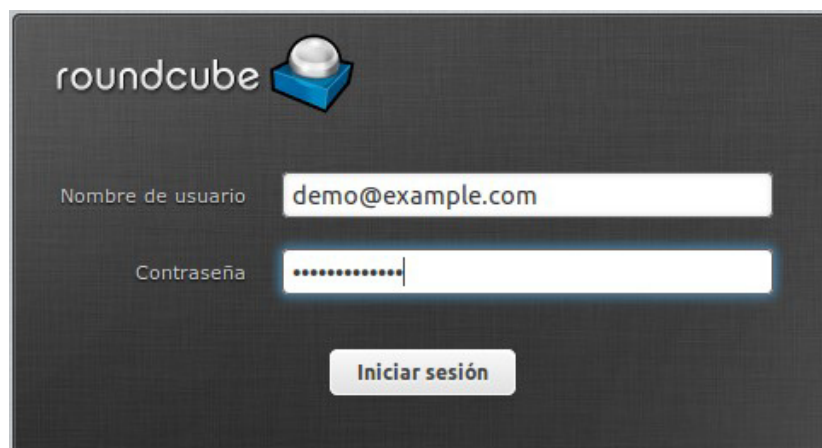 roundcube
Nombre de usuario demo@example.com
Contraseña •••••••••••••
Iniciar sesión